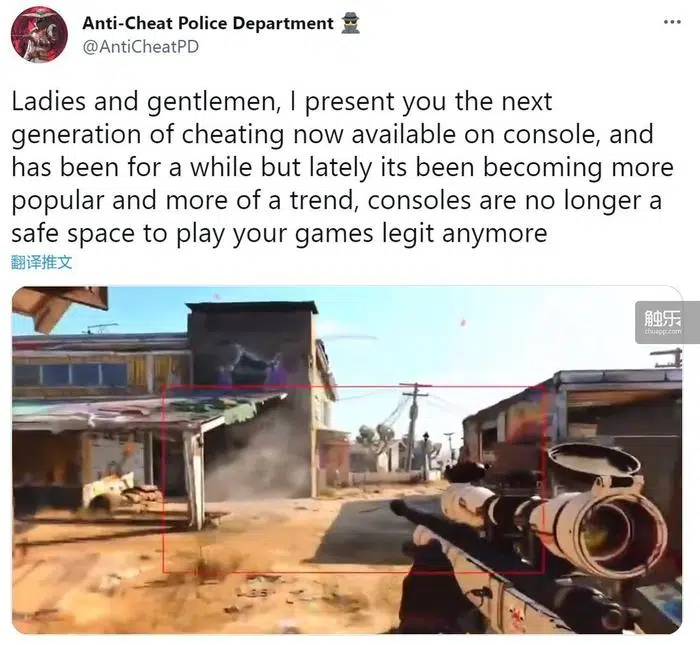 Anti-Cheat Police Department
@AntiCheatPD
Ladies and gentlemen, I present you the next
generation of cheating now available on console, and
has been for a while but lately its been becoming more
popular and more of a trend, consoles are no longer a
safe space to play your games legit anymore
翻译推文
触乐
chuapp.com